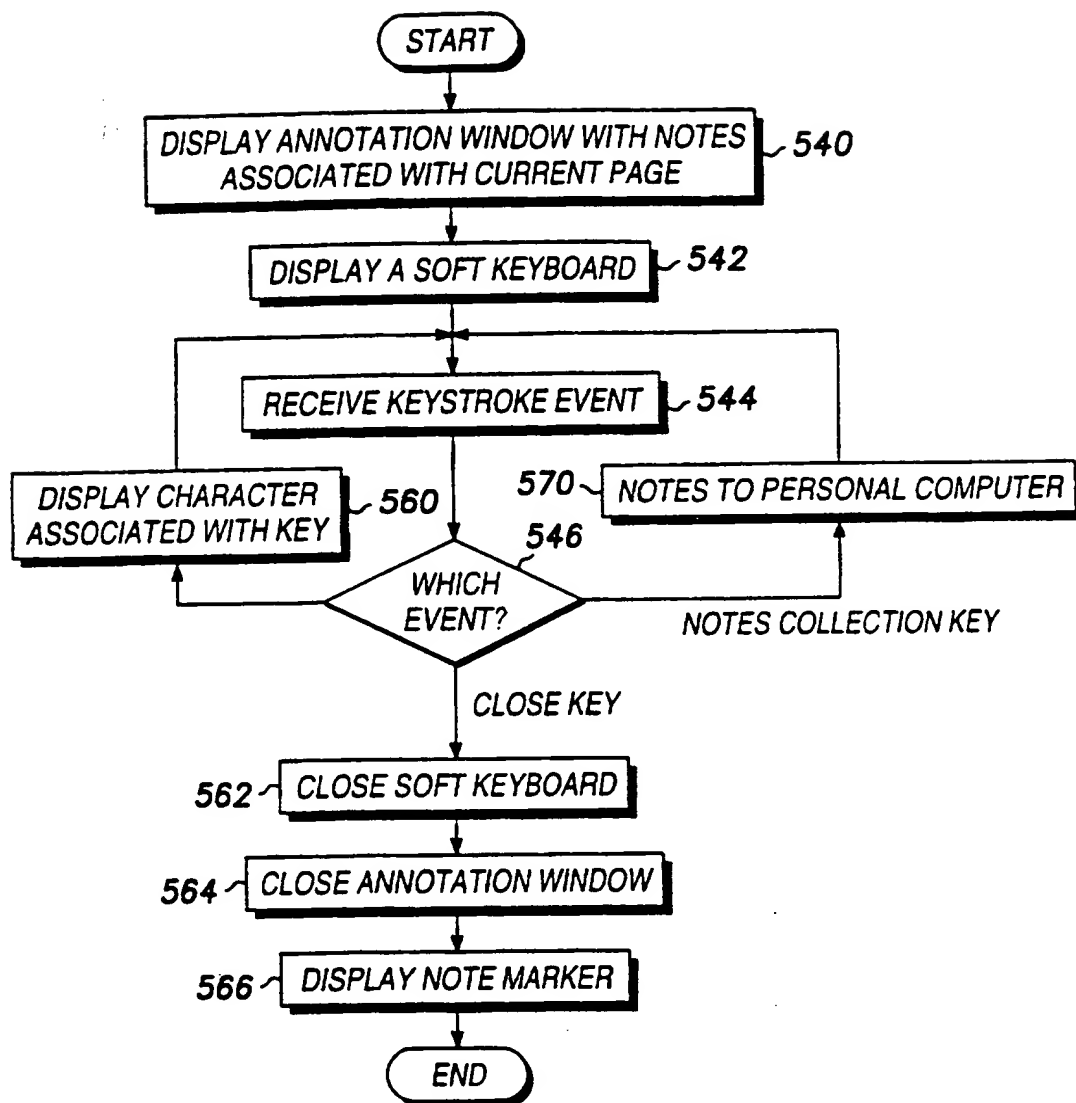 START
DISPLAY ANNOTATION WINDOW WITH NOTES
ASSOCIATED WITH CURRENT PAGE
540
DISPLAY A SOFT KEYBOARD
542
RECEIVE KEYSTROKE EVENT
544
DISPLAY CHARACTER
ASSOCIATED WITH KEY
560
570
NOTES TO PERSONAL COMPUTER
546
WHICH
EVENT?
NOTES COLLECTION KEY
CLOSE KEY
562
CLOSE SOFT KEYBOARD
564
CLOSE ANNOTATION WINDOW
566
DISPLAY NOTE MARKER
END